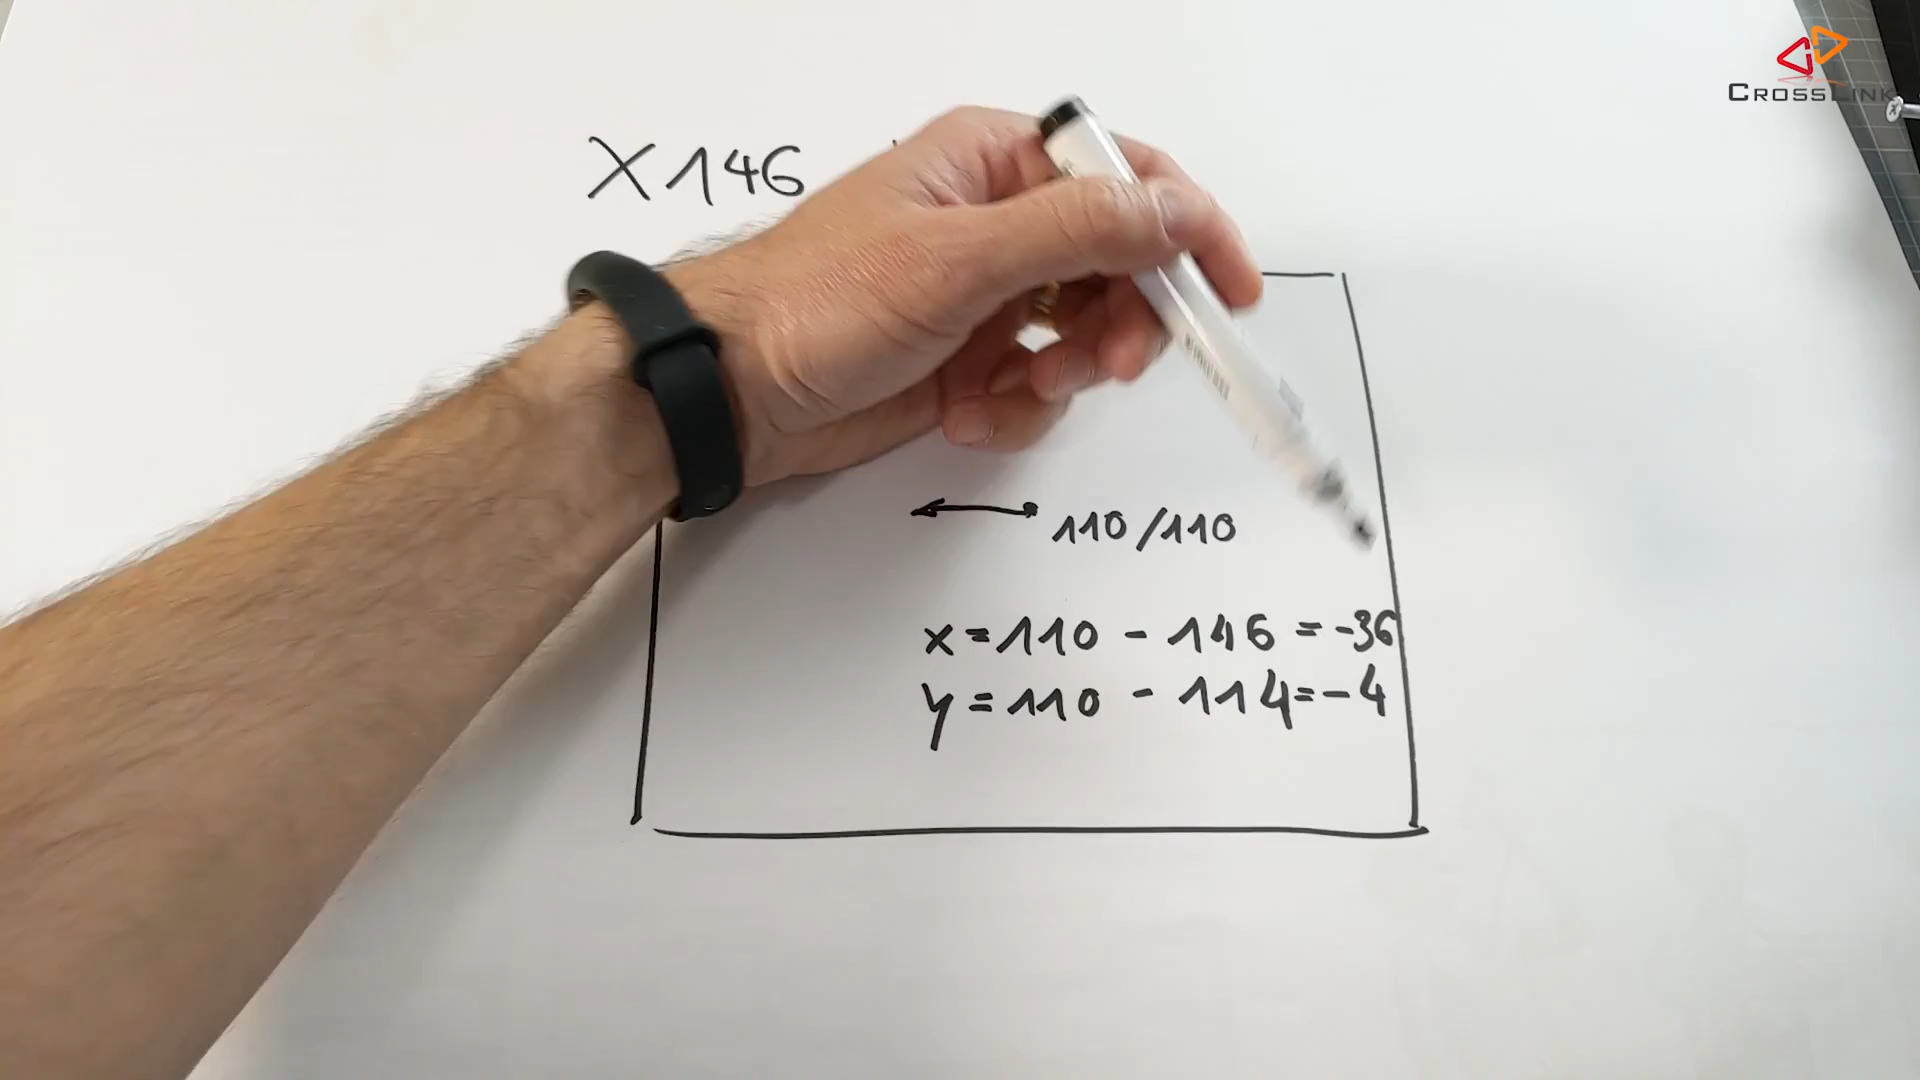 CROSSLINK
X146
110/110
x=110 - 146 = -36
y=110 - 114=-4